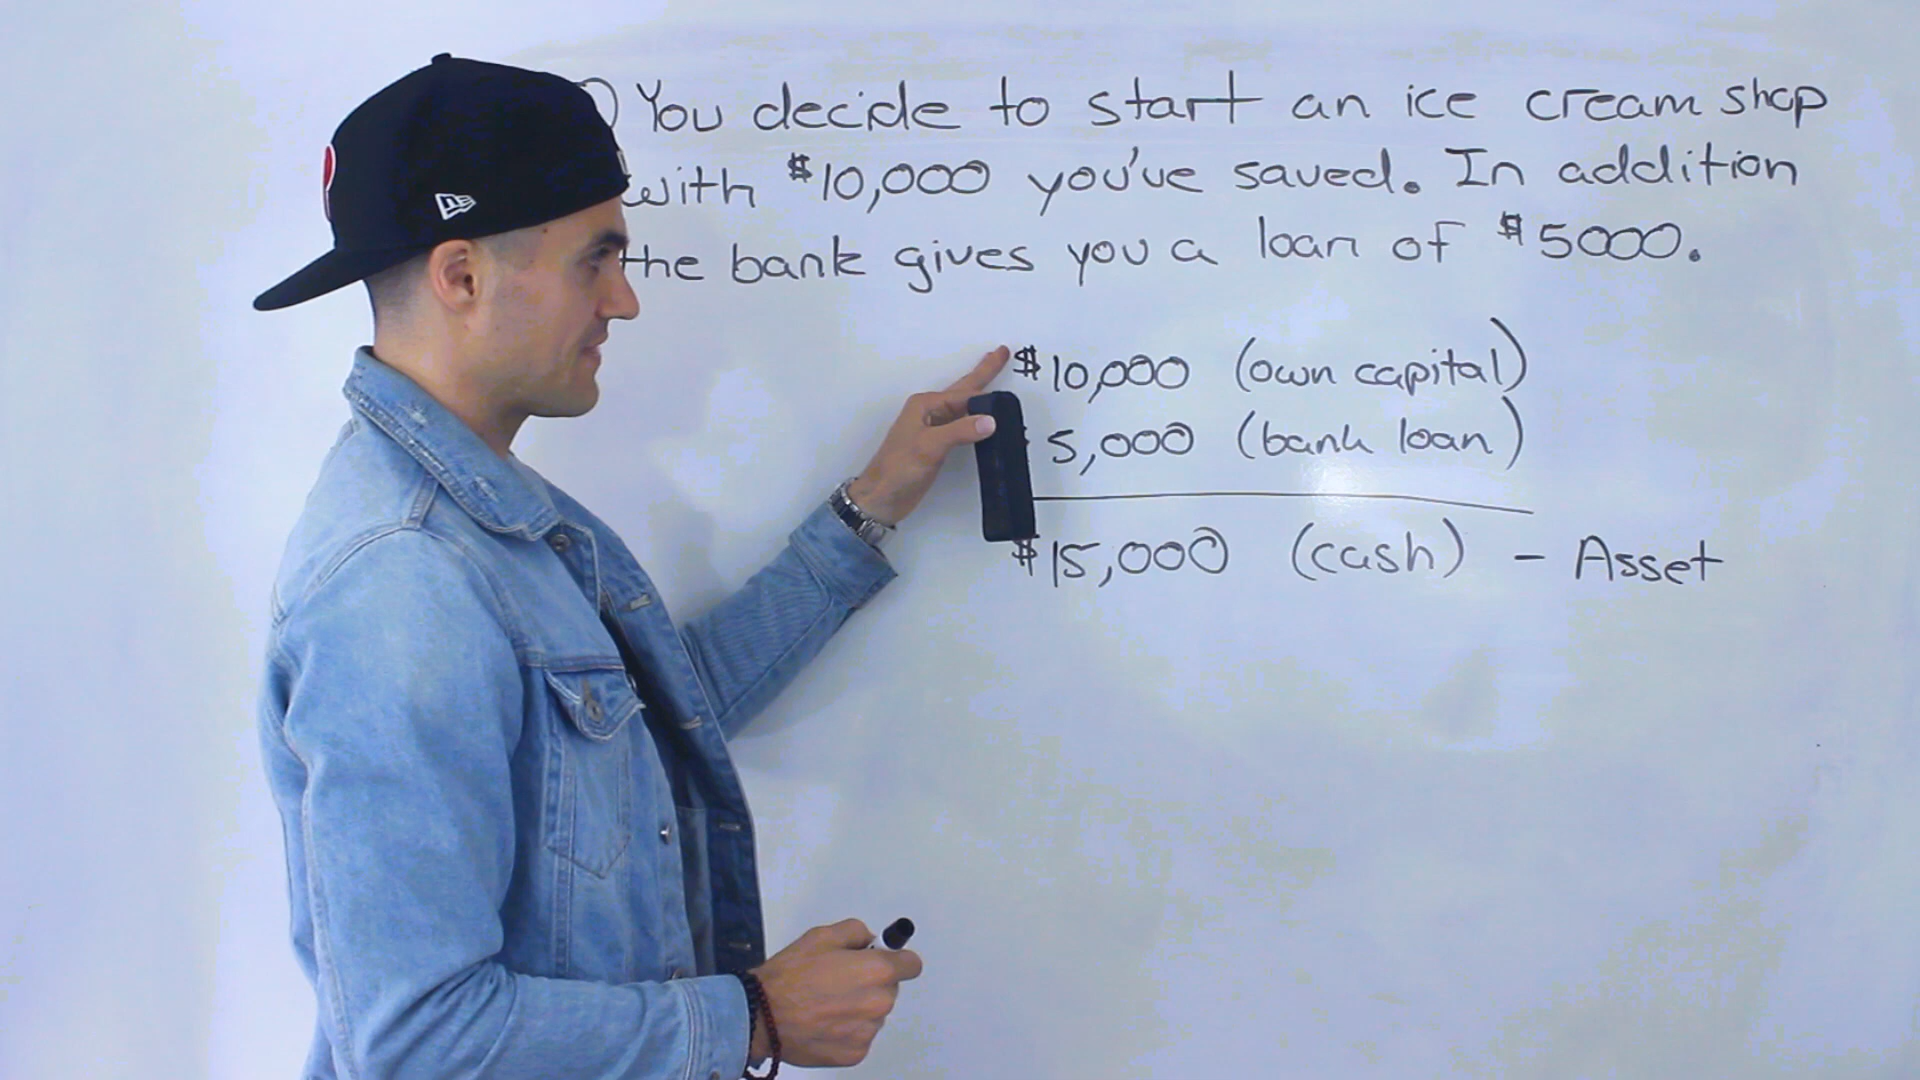 ) You decide to start an ice cream shop
with $10,000 you've saved. In addition
the bank gives you a loan of $5000.
$10,000 (own capital)
5,000 (bank loan)
$15,000 (cash) - Asset